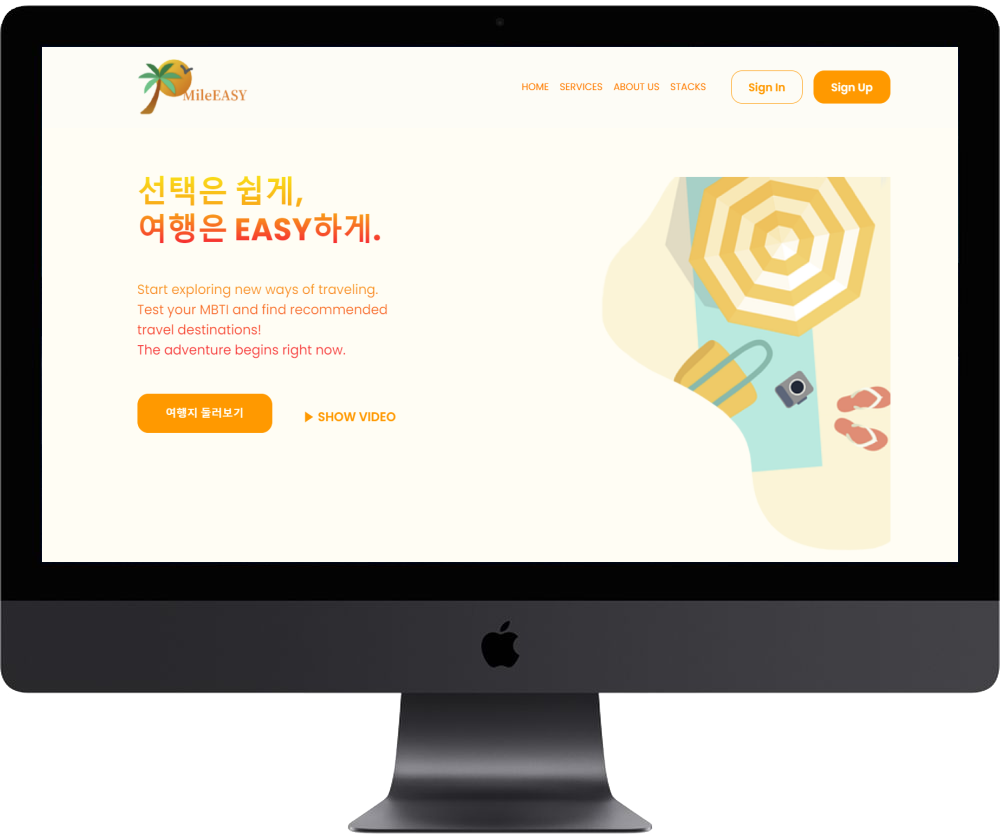 MileEASY
HOME SERVICES ABOUT US STACKS Sign In Sign Up
선택은 쉽게,
여행은 EASY하게.
Start exploring new ways of traveling.
Test your MBTI and find recommended
travel destinations!
The adventure begins right now.
여행지 둘러보기
SHOW VIDEO